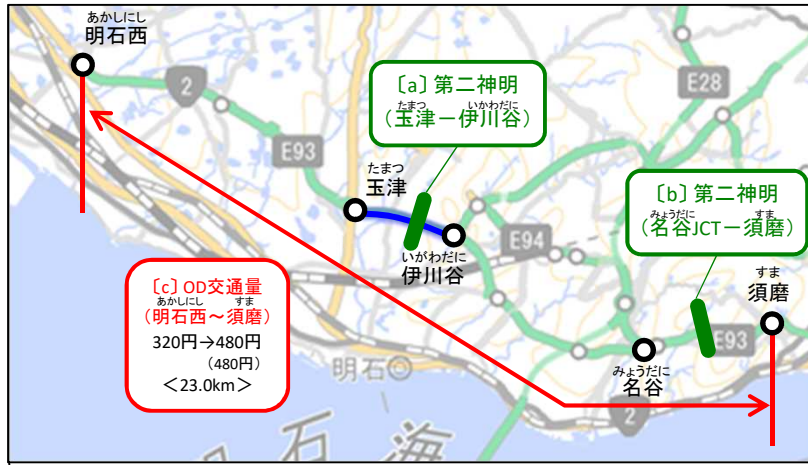 あかしにし
明石西
2
〔a〕第二神明
たまつ いかわだに
（玉津－伊川谷）
E28
E93
たまつ
玉津
〔b〕第二神明
みょうだに すま
（名谷JCT－須磨）
いがわだに
伊川谷
E94
すま
須磨
〔c〕OD交通量
あかしにし すま
（明石西～須磨）
320円→480円
（480円）
＜23.0km＞
E93
明石
みょうだに
名谷
2
明石海